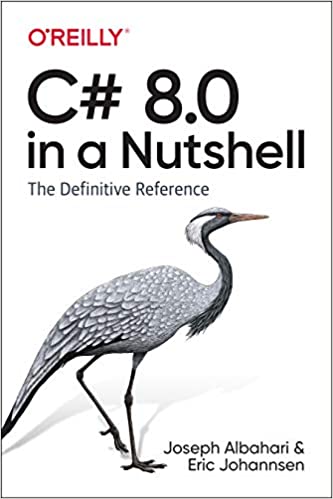 O'REILLY®
C# 8.0
in a Nutshell
The Definitive Reference
Joseph Albahari &
Eric Johannsen